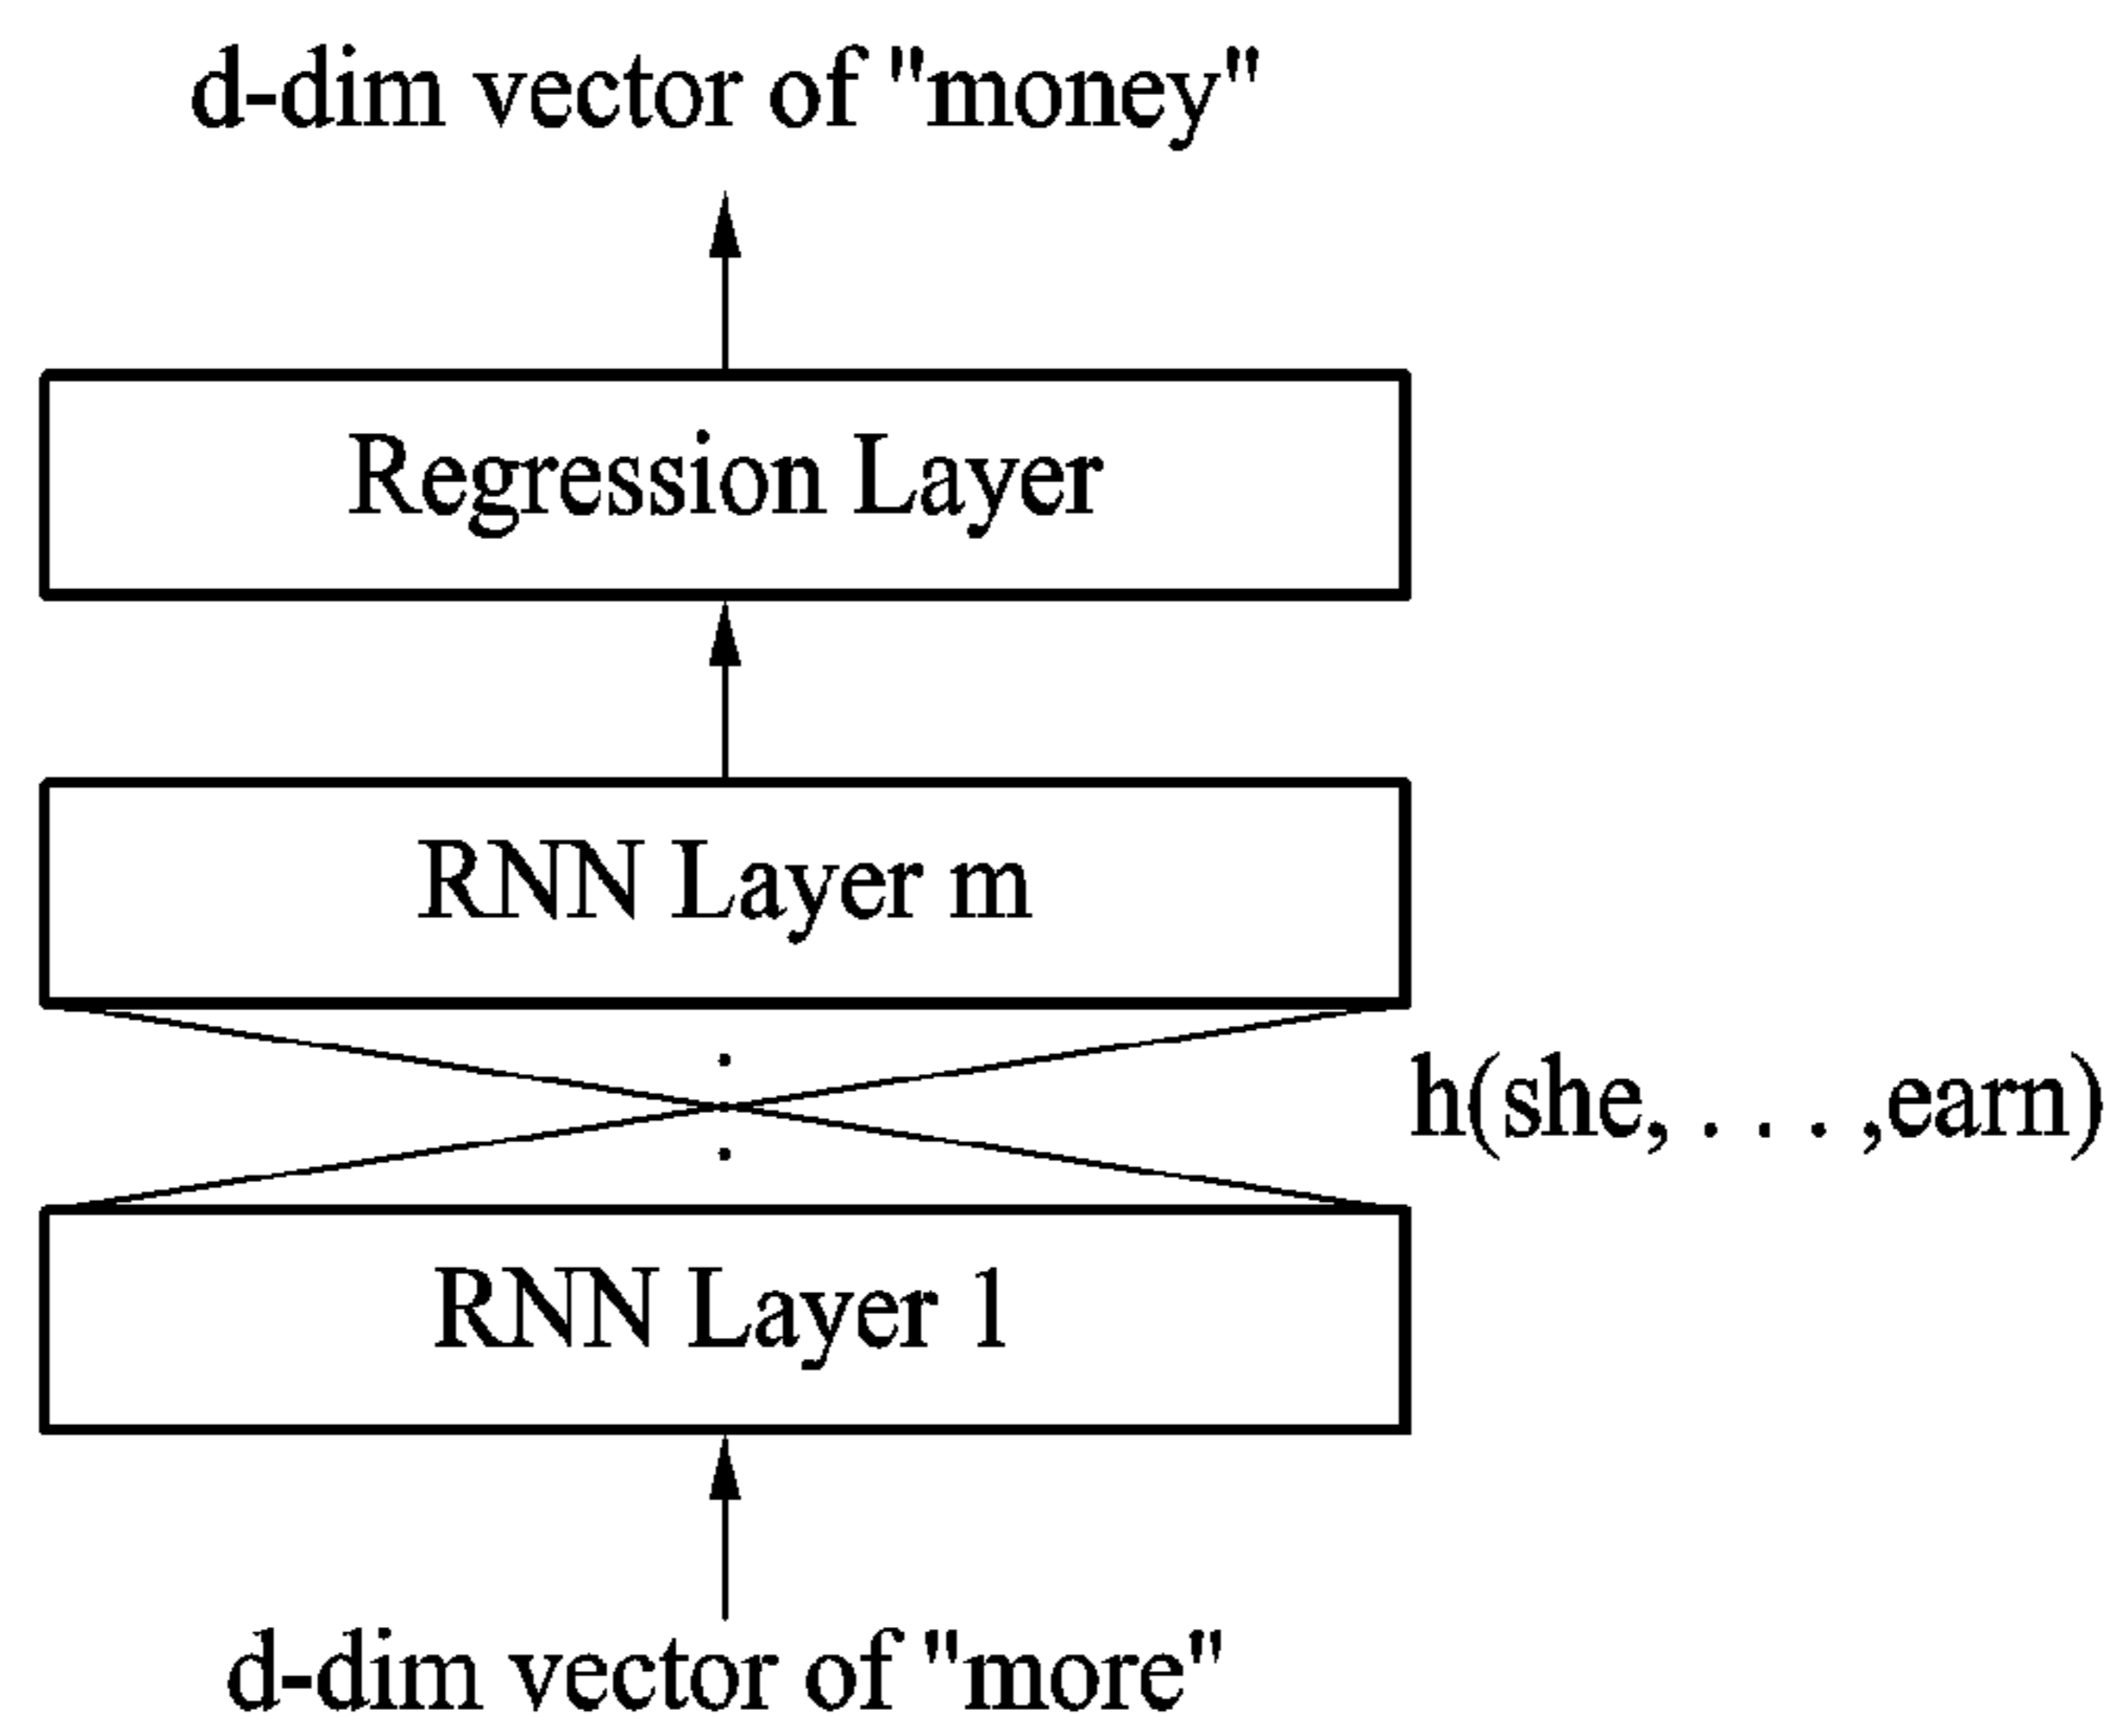 d-dim vector of "money"
Regression Layer
RNN Layer m
h(she, . . . ,earn)
RNN Layer 1
d-dim vector of "more"